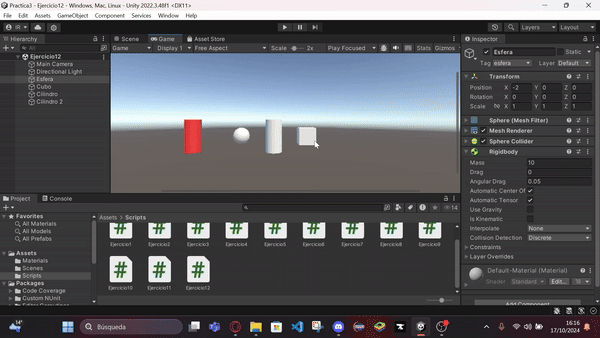 Practica3 - Ejercicio12 - Windows, Mac, Linux - Unity 2022.3.48f1 <DX11>
File Edit Assets GameObject Component Services Window Help
IR
Layers Layout
Hierarchy
All
Ejercicio12
Main Camera
Directional Light
Esfera
Cubo
Cilindro
Cilindro 2
Scene Game Asset Store
Game Display 1 Free Aspect Scale 2x Play Focused Stats Gizmos
Inspector
Esfera Static
Tag esfera Layer Default
Transform
Position X -2 Y 0 Z 0
Rotation X 0 Y 0 Z 0
Scale X 1 Y 1 Z 1
Sphere (Mesh Filter)
Mesh Renderer
Sphere Collider
Rigidbody
Mass 10
Drag 0
Angular Drag 0.05
Automatic Center Of
Automatic Tensor
Use Gravity
Is Kinematic
Interpolate None
Collision Detection Discrete
Constraints
Layer Overrides
Default-Material (Material)
Shader Standard Edit...
Add Component
Project Console
14
Favorites
All Materials
All Models
All Prefabs
Assets
Materials
Scenes
Scripts
Packages
Code Coverage
Custom NUnit
Assets > Scripts
Ejercicio1 Ejercicio2 Ejercicio3 Ejercicio4 Ejercicio5 Ejercicio6 Ejercicio7 Ejercicio8 Ejercicio9
Ejercicio10 Ejercicio11 Ejercicio12
14°
Búsqueda
16:16
17/10/2024